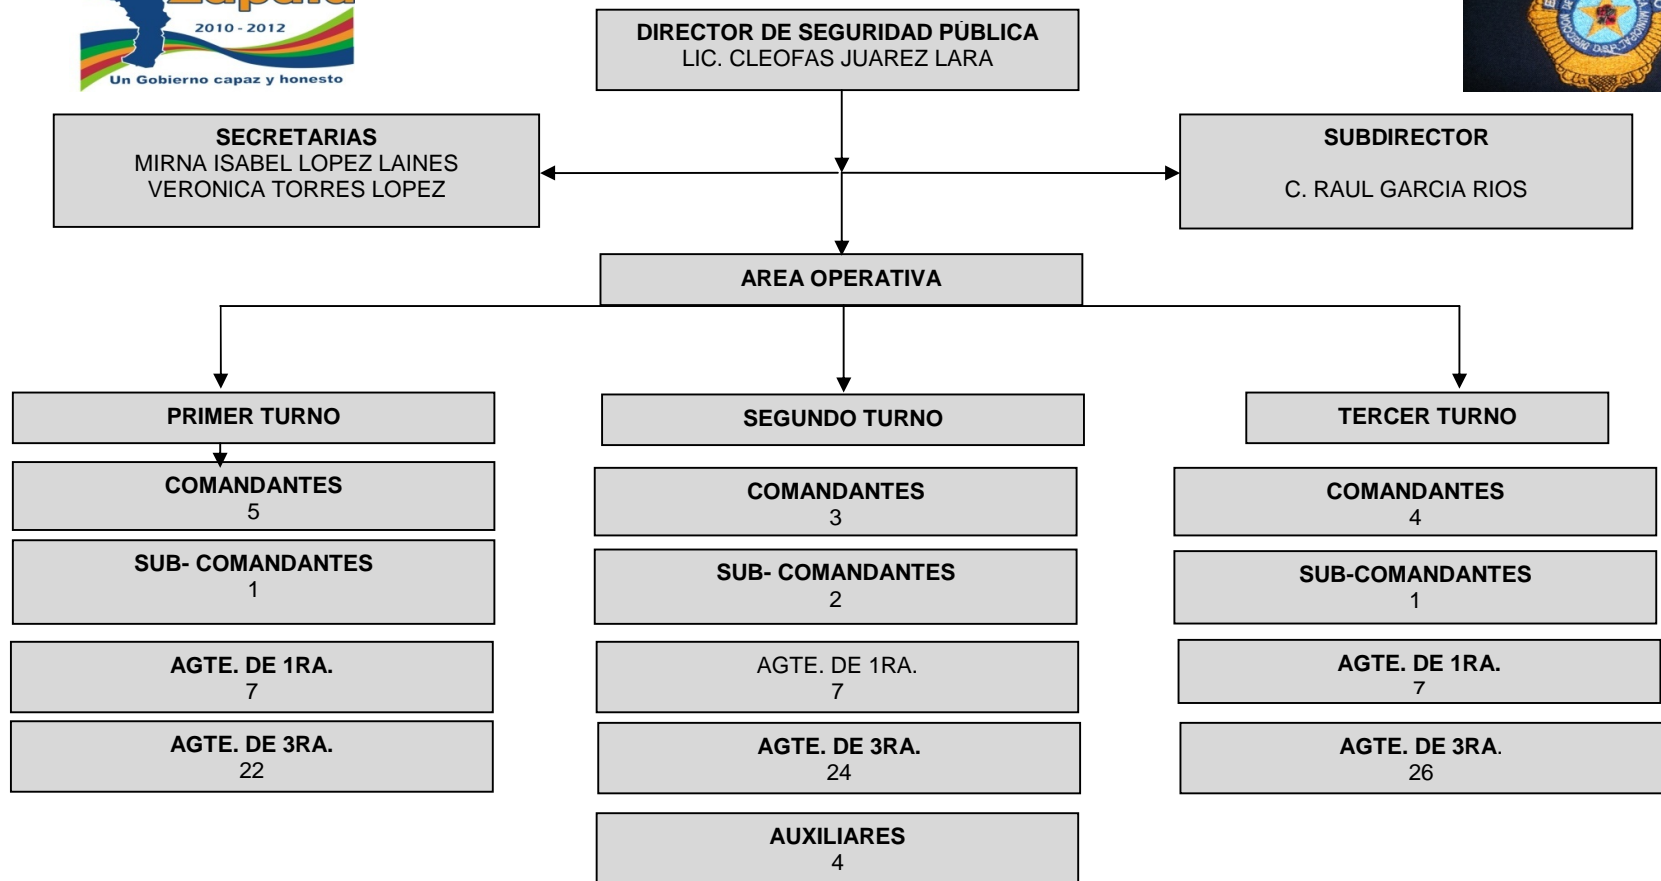 2010 - 2012
Un Gobierno capaz y honesto
DIRECTOR DE SEGURIDAD PÚBLICA
LIC. CLEOFAS JUAREZ LARA
SECRETARIAS
MIRNA ISABEL LOPEZ LAINES
VERONICA TORRES LOPEZ
SUBDIRECTOR
C. RAUL GARCIA RIOS
AREA OPERATIVA
PRIMER TURNO
COMANDANTES
5
SUB- COMANDANTES
1
AGTE. DE 1RA.
7
AGTE. DE 3RA.
22
SEGUNDO TURNO
COMANDANTES
3
SUB- COMANDANTES
2
AGTE. DE 1RA.
7
AGTE. DE 3RA.
24
AUXILIARES
4
TERCER TURNO
COMANDANTES
4
SUB-COMANDANTES
1
AGTE. DE 1RA.
7
AGTE. DE 3RA.
26